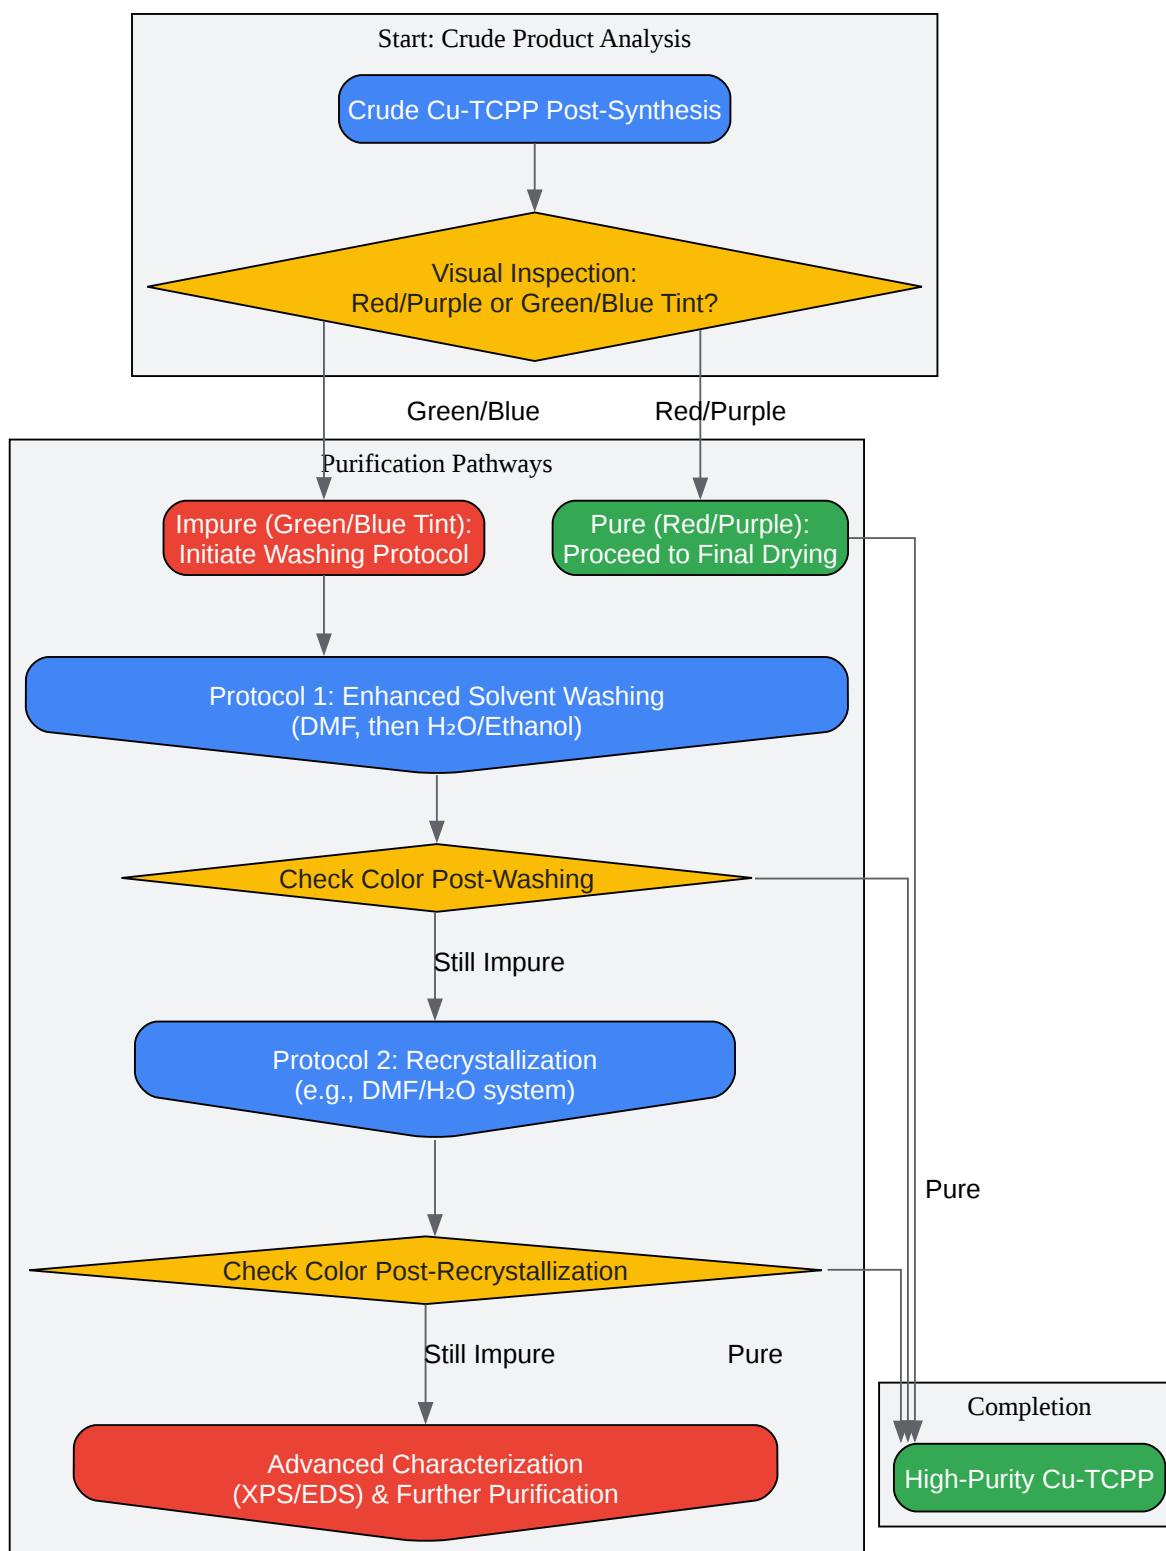 Start: Crude Product Analysis
Crude Cu-TCPP Post-Synthesis
Visual Inspection:
Red/Purple or Green/Blue Tint?
Green/Blue
Red/Purple
Purification Pathways
Impure (Green/Blue Tint):
Initiate Washing Protocol
Pure (Red/Purple):
Proceed to Final Drying
Protocol 1: Enhanced Solvent Washing
(DMF, then H₂O/Ethanol)
Check Color Post-Washing
Still Impure
Protocol 2: Recrystallization
(e.g., DMF/H₂O system)
Pure
Check Color Post-Recrystallization
Still Impure
Pure
Completion
Advanced Characterization
(XPS/EDS) & Further Purification
High-Purity Cu-TCPP